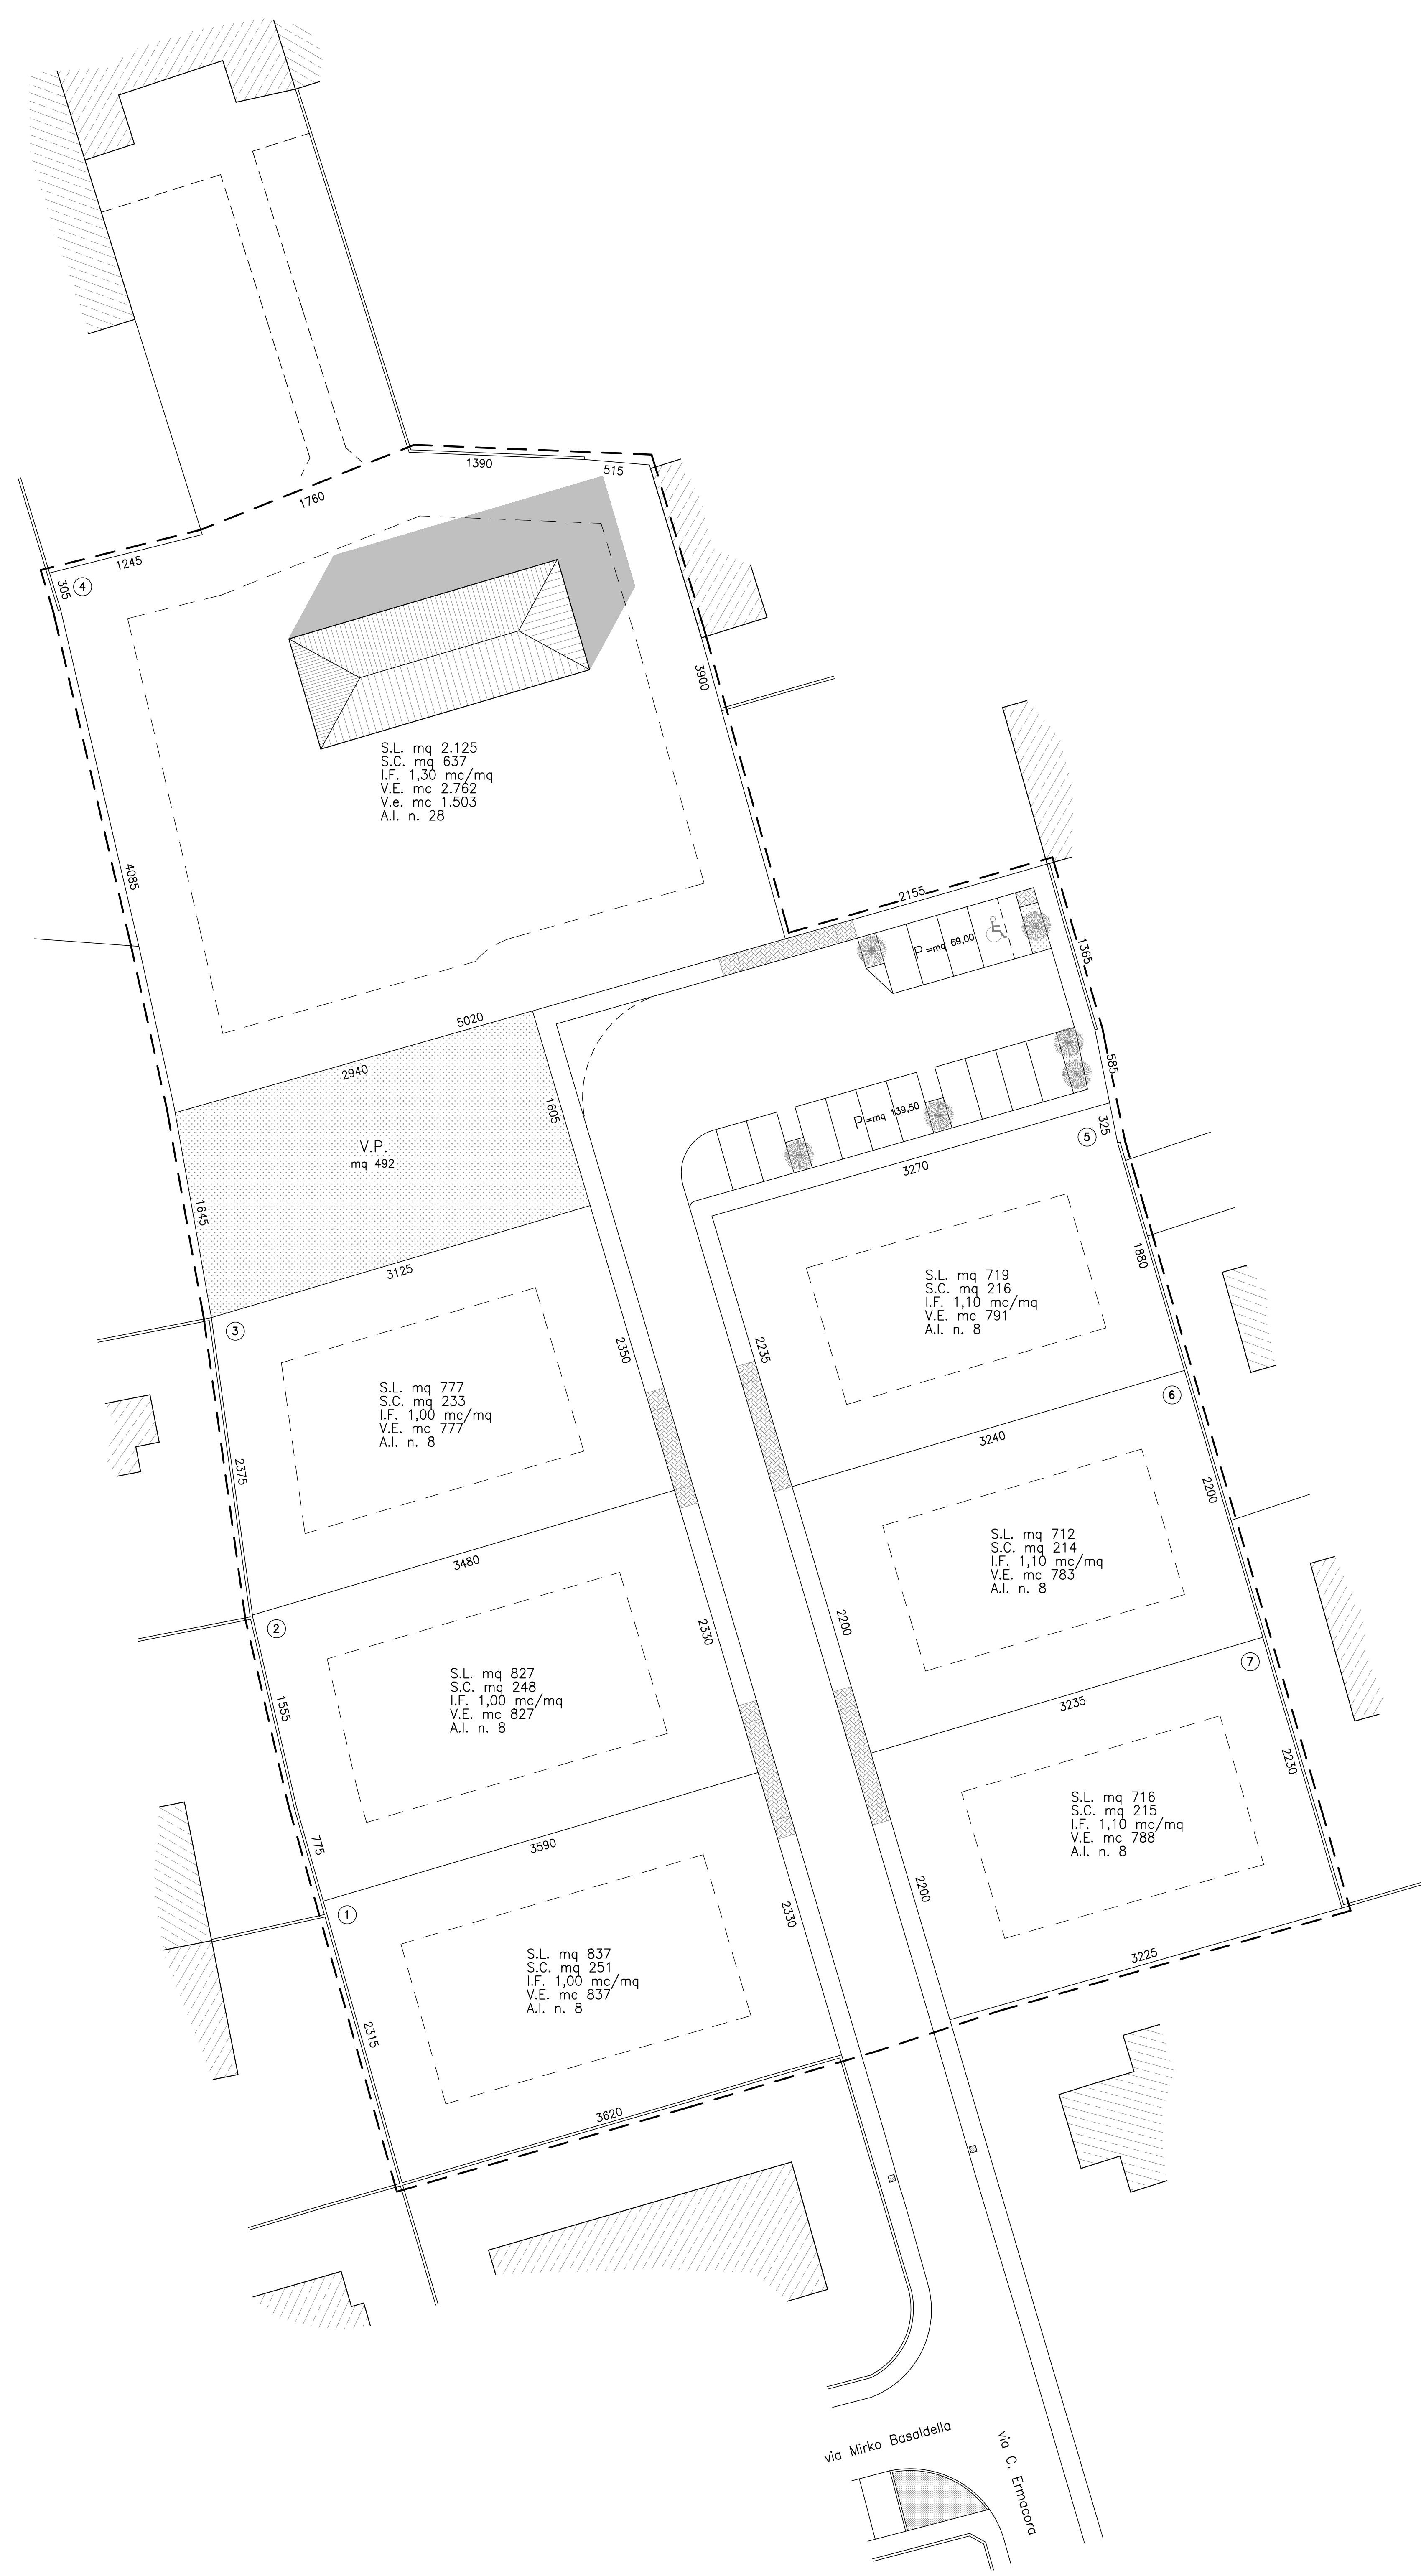 1390
515
1760
1245
305
4
3900
S.L. mq 2.125
S.C. mq 637
I.F. 1,30 mc/mq
V.E. mc 2.762
V.e. mc 1.503
A.I. n. 28
4085
2155
P=mq 69,00
1365
5020
2940
585
1605
P=mq 139,50
325
5
V.P.
mq 492
3270
1645
3125
1880
3
S.L. mq 719
S.C. mq 216
I.F. 1,10 mc/mq
V.E. mc 791
A.I. n. 8
2350
2235
6
S.L. mq 777
S.C. mq 233
I.F. 1,00 mc/mq
V.E. mc 777
A.I. n. 8
3240
2375
2200
3480
S.L. mq 712
S.C. mq 214
I.F. 1,10 mc/mq
V.E. mc 783
A.I. n. 8
2
2330
2200
7
S.L. mq 827
S.C. mq 248
I.F. 1,00 mc/mq
V.E. mc 827
A.I. n. 8
1555
3235
2230
775
3590
S.L. mq 716
S.C. mq 215
I.F. 1,10 mc/mq
V.E. mc 788
A.I. n. 8
1
2330
2200
S.L. mq 837
S.C. mq 251
I.F. 1,00 mc/mq
V.E. mc 837
A.I. n. 8
3225
2315
3620
via Mirko Basaldella
via C. Ermacora